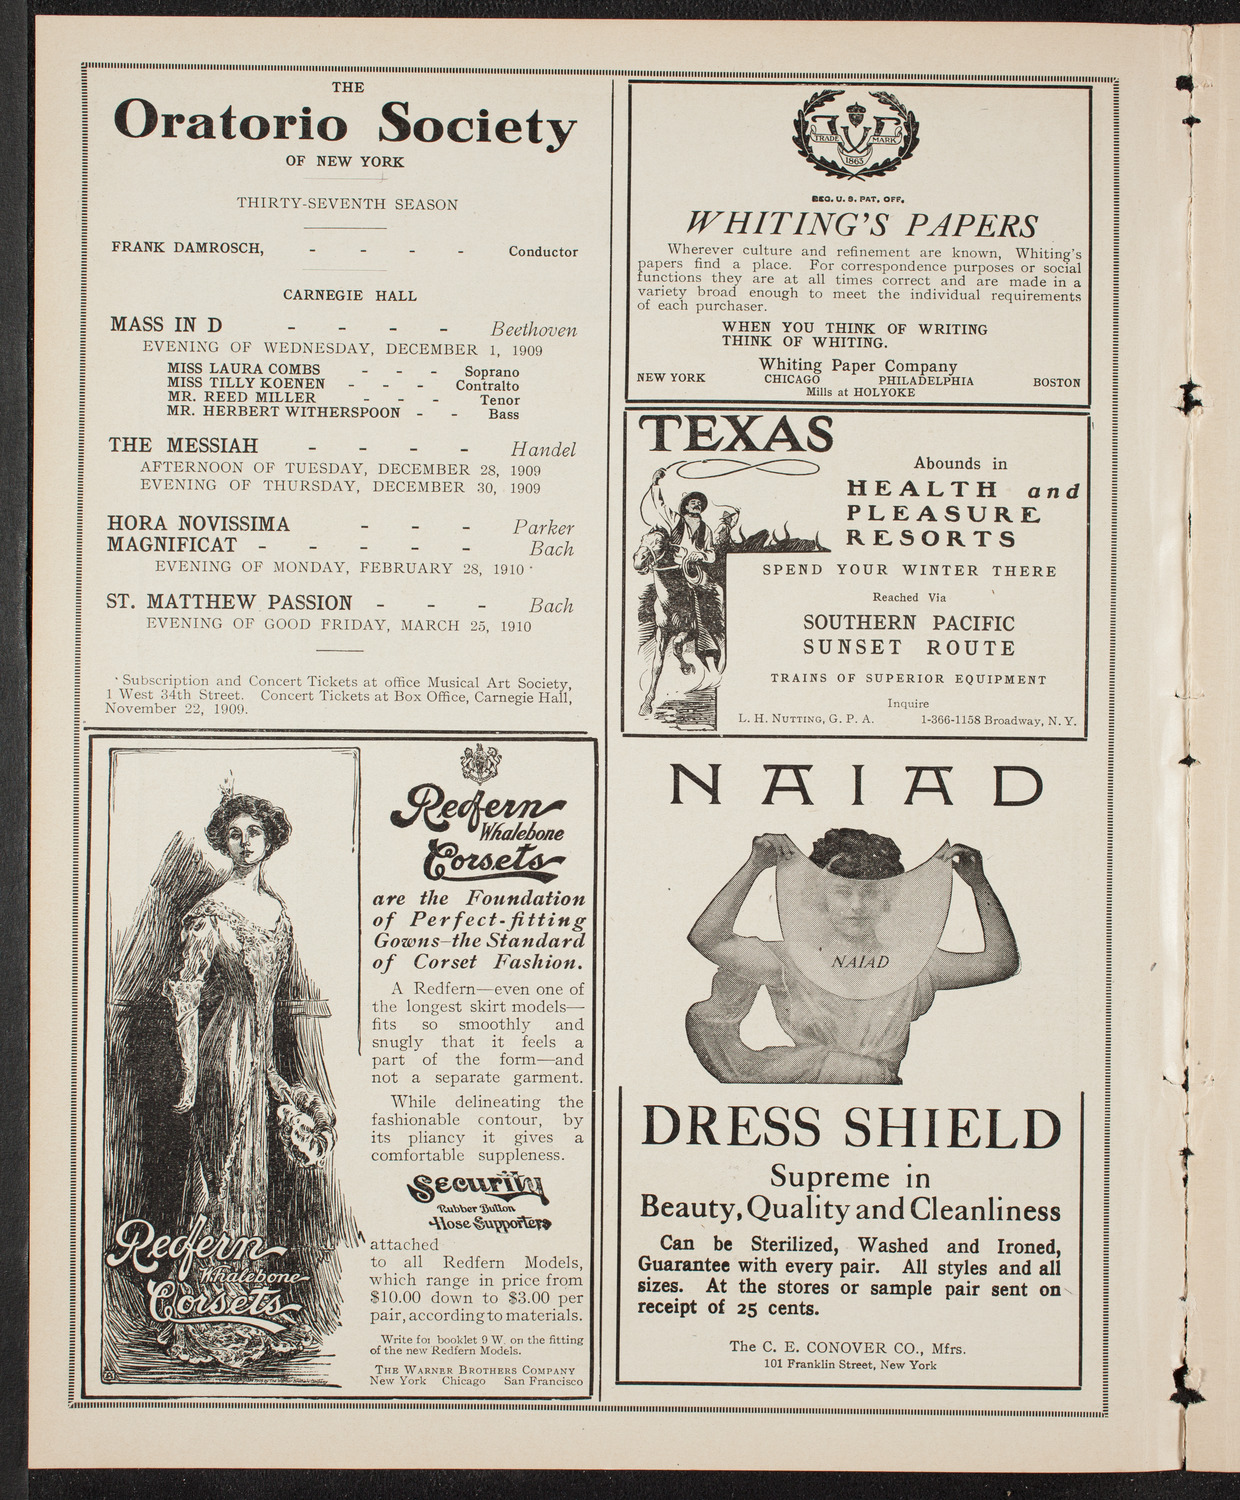 THE
Oratorio Society
OF NEW YORK
THIRTY-SEVENTH SEASON
FRANK DAMROSCH, - - - - Conductor
CARNEGIE HALL
MASS IN D - - - - Beethoven
EVENING OF WEDNESDAY, DECEMBER 1, 1909
MISS LAURA COMBS - - - Soprano
MISS TILLY KOENEN - - - Contralto
MR. REED MILLER - - - Tenor
MR. HERBERT WITHERSPOON - - Bass
THE MESSIAH - - - - Handel
AFTERNOON OF TUESDAY, DECEMBER 28, 1909
EVENING OF THURSDAY, DECEMBER 30, 1909
HORA NOVISSIMA - - - Parker
MAGNIFICAT - - - - - Bach
EVENING OF MONDAY, FEBRUARY 28, 1910
ST. MATTHEW PASSION - - - Bach
EVENING OF GOOD FRIDAY, MARCH 25, 1910
Subscription and Concert Tickets at office Musical Art Society,
1 West 34th Street. Concert Tickets at Box Office, Carnegie Hall,
November 22, 1909.
Redfern
Whalebone
Corsets
are the Foundation
of Perfect-fitting
Gowns—the Standard
of Corset Fashion.
A Redfern—even one of
the longest skirt models—
fits so smoothly and
snugly that it feels a
part of the form—and
not a separate garment.
While delineating the
fashionable contour, by
its pliancy it gives a
comfortable suppleness.
Security
Rubber Button
Hose Supporters
attached
to all Redfern Models,
which range in price from
$10.00 down to $3.00 per
pair, according to materials.
Write for booklet 9 W. on the fitting
of the new Redfern Models.
THE WARNER BROTHERS COMPANY
New York Chicago San Francisco
Redfern
Whalebone
Corsets
TRADE MARK
1865
REG. U. S. PAT. OFF.
WHITING'S PAPERS
Wherever culture and refinement are known, Whiting's
papers find a place. For correspondence purposes or social
functions they are at all times correct and are made in a
variety broad enough to meet the individual requirements
of each purchaser.
WHEN YOU THINK OF WRITING
THINK OF WHITING.
Whiting Paper Company
NEW YORK CHICAGO PHILADELPHIA BOSTON
Mills at HOLYOKE
TEXAS
Abounds in
HEALTH and
PLEASURE
RESORTS
SPEND YOUR WINTER THERE
Reached Via
SOUTHERN PACIFIC
SUNSET ROUTE
TRAINS OF SUPERIOR EQUIPMENT
Inquire
L. H. NUTTING, G. P. A. 1-366-1158 Broadway, N. Y.
NAIAD
NAIAD
DRESS SHIELD
Supreme in
Beauty, Quality and Cleanliness
Can be Sterilized, Washed and Ironed,
Guarantee with every pair. All styles and all
sizes. At the stores or sample pair sent on
receipt of 25 cents.
The C. E. CONOVER CO., Mfrs.
101 Franklin Street, New York